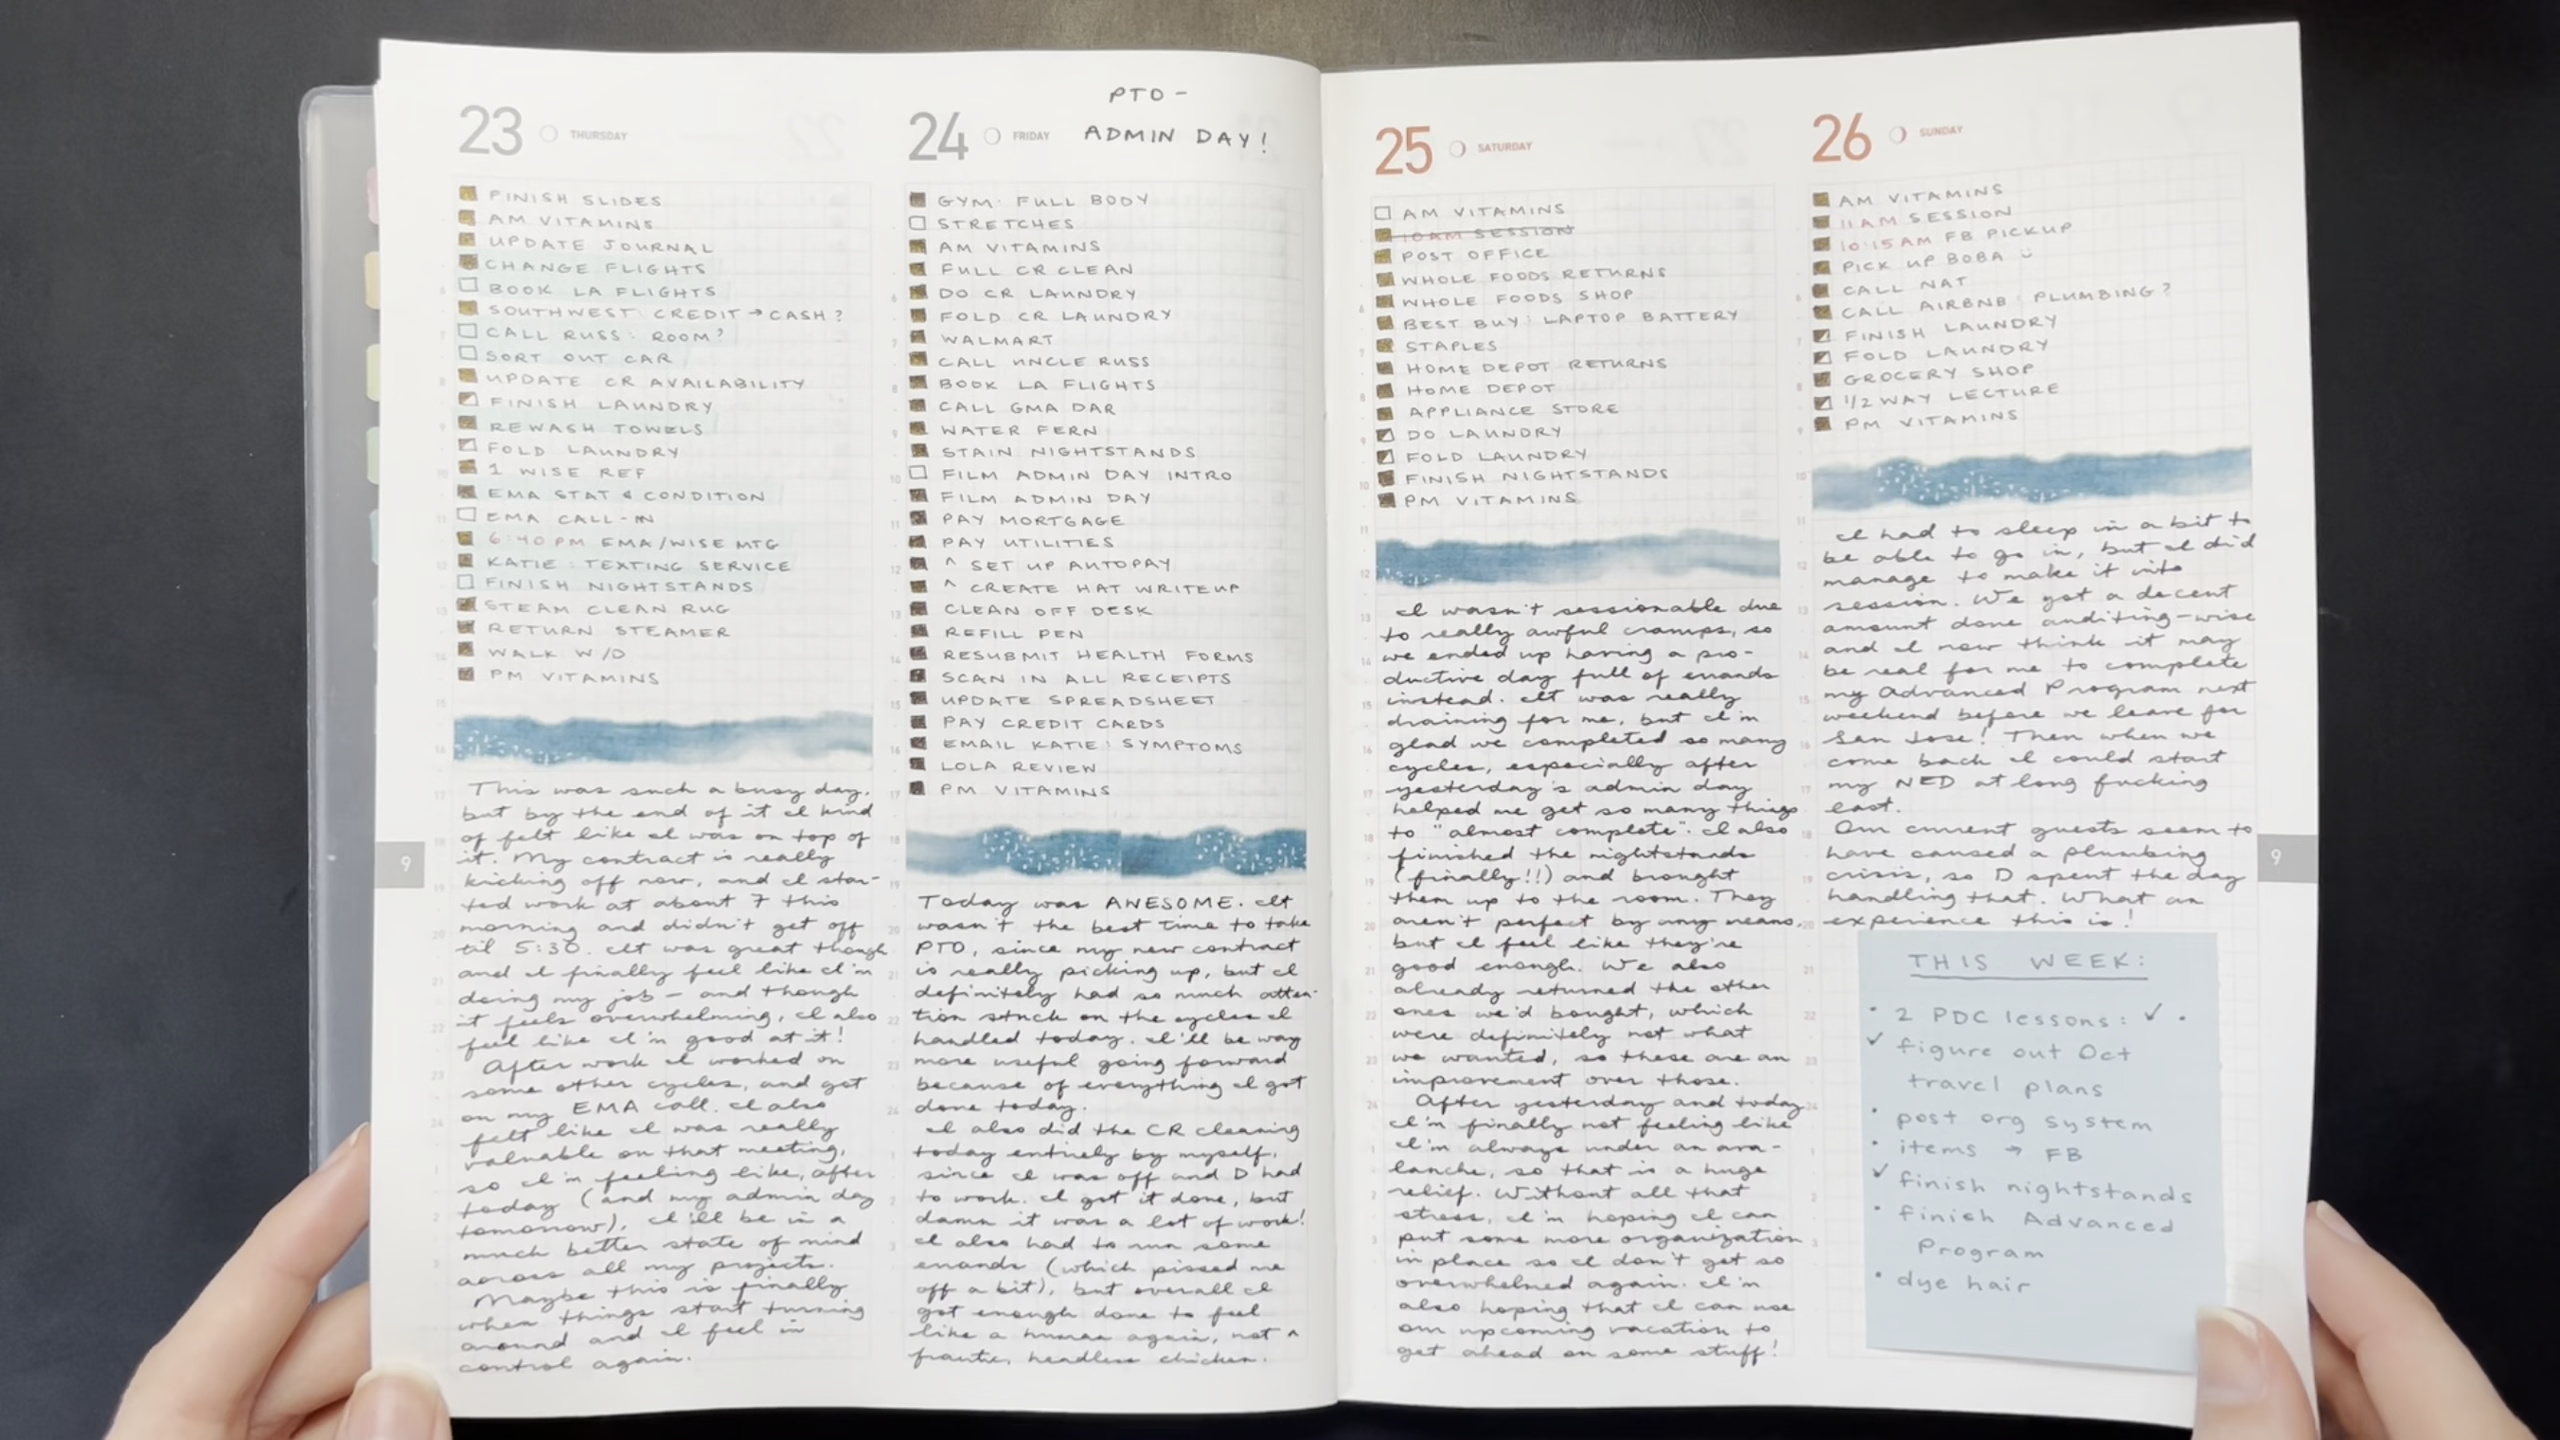 23 THURSDAY
FINISH SLIDES
AM VITAMINS
UPDATE JOURNAL
CHANGE FLIGHTS
BOOK LA FLIGHTS
SOUTHWEST CREDIT → CASH?
CALL RUSS: ROOM?
SORT OUT CAR
UPDATE CR AVAILABILITY
FINISH LAUNDRY
REWASH TOWELS
FOLD LAUNDRY
1 WISE REF
EMA STAT & CONDITION
EMA CALL-IN
6:40PM EMA/WISE MTG
KATIE: TEXTING SERVICE
FINISH NIGHTSTANDS
STEAM CLEAN RUG
RETURN STEAMER
WALK W/D
PM VITAMINS
This was such a busy day,
but by the end of it I kind
of felt like I was on top of
it. My contract is really
kicking off now, and I star-
ted work at about 7 this
morning and didn't get off
til 5:30. It was great though
and I finally feel like I'm
doing my job - and though
it feels overwhelming, I also
feel like I'm good at it!
After work I worked on
some other cycles, and got
on my EMA call. I also
felt like I was really
valuable on that meeting,
so I'm feeling like, after
today (and my admin day
tomorrow), I'll be in a
much better state of mind
across all my projects.
Maybe this is finally
when things start turning
around and I feel in
control again.
9
24 FRIDAY
PTO -
ADMIN DAY!
GYM: FULL BODY
STRETCHES
AM VITAMINS
FULL CR CLEAN
DO CR LAUNDRY
FOLD CR LAUNDRY
WALMART
CALL UNCLE RUSS
BOOK LA FLIGHTS
CALL GMA DAR
WATER FERN
STAIN NIGHTSTANDS
FILM ADMIN DAY INTRO
FILM ADMIN DAY
PAY MORTGAGE
PAY UTILITIES
^ SET UP AUTOPAY
^ CREATE HAT WRITEUP
CLEAN OFF DESK
REFILL PEN
RESUBMIT HEALTH FORMS
SCAN IN ALL RECEIPTS
UPDATE SPREADSHEET
PAY CREDIT CARDS
EMAIL KATIE: SYMPTOMS
LOLA REVIEW
PM VITAMINS
Today was AWESOME. It
wasn't the best time to take
PTO, since my new contract
is really picking up, but I
definitely had so much atten-
tion stuck on the cycles I
handled today. I'll be way
more useful going forward
because of everything I got
done today.
I also did the CR cleaning
today entirely by myself,
since I was off and D had
to work. I got it done, but
damn it was a lot of work!
I also had to run some
errands (which pissed me
off a bit), but overall I
got enough done to feel
like a human again, not a
frantic, headless chicken.
25 SATURDAY
AM VITAMINS
10AM SESSION
POST OFFICE
WHOLE FOODS RETURNS
WHOLE FOODS SHOP
BEST BUY: LAPTOP BATTERY
STAPLES
HOME DEPOT RETURNS
HOME DEPOT
APPLIANCE STORE
DO LAUNDRY
FOLD LAUNDRY
FINISH NIGHTSTANDS
PM VITAMINS
I wasn't sessionable due
to really awful cramps, so
we ended up having a pro-
ductive day full of errands
instead. It was really
draining for me, but I'm
glad we completed so many
cycles, especially after
yesterday's admin day
helped me get so many things
to "almost complete". I also
finished the nightstands
(finally!!) and brought
them up to the room. They
aren't perfect by any means,
but I feel like they're
good enough. We also
already returned the other
ones we'd bought, which
were definitely not what
we wanted, so these are an
improvement over those.
After yesterday and today
I'm finally not feeling like
I'm always under an ava-
lanche, so that is a huge
relief. Without all that
stress, I'm hoping I can
put some more organization
in place so I don't get so
overwhelmed again. I'm
also hoping that I can use
our upcoming vacation to
get ahead on some stuff!
26 SUNDAY
AM VITAMINS
11AM SESSION
10:15AM FB PICKUP
PICK UP BOBA
CALL NAT
CALL AIRBNB: PLUMBING?
FINISH LAUNDRY
FOLD LAUNDRY
GROCERY SHOP
1/2 WAY LECTURE
PM VITAMINS
I had to sleep in a bit to
be able to go in, but I did
manage to make it into
session. We got a decent
amount done auditing-wise
and I now think it may
be real for me to complete
my Advanced Program next
weekend before we leave for
San Jose! Then when we
come back I could start
my NED at long fucking
last.
Our current guests seem to
have caused a plumbing
crisis, so D spent the day
handling that. What an
experience this is!
9
THIS WEEK:
• 2 PDC lessons: ✓ •
✓ figure out Oct
travel plans
• post org system
• items → FB
✓ finish nightstands
• finish Advanced
Program
• dye hair